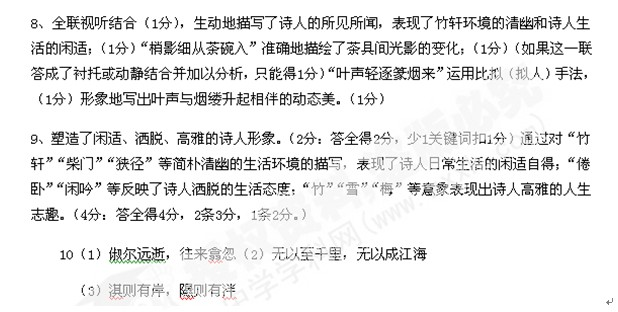 8、全联视听结合（1分），生动地描写了诗人的所见所闻，表现了竹轩环境的清幽和诗人生
活的闲适；（1分）“梢影细从茶碗入”准确地描绘了茶具间光影的变化；（1分）（如果这一联
答成了衬托或动静结合并加以分析，只能得1分）“叶声轻逐篆烟来”运用比拟（拟人）手法，
（1分）形象地写出叶声与烟缕升起相伴的动态美。（1分）
9、塑造了闲适、洒脱、高雅的诗人形象。（2分：答全得2分，少1关键词扣1分）通过对“竹
轩”“柴门”“狭径”等简朴清幽的生活环境的描写，表现了诗人日常生活的闲适自得；“倦
卧”“闲吟”等反映了诗人洒脱的生活态度；“竹”“雪”“梅”等意象表现出诗人高雅的人生
志趣。（4分：答全得4分，2条3分，1条2分。）
10（1）俶尔远逝，往来翕忽（2）无以至千里，无以成江海
（3）淇则有岸，隰则有泮